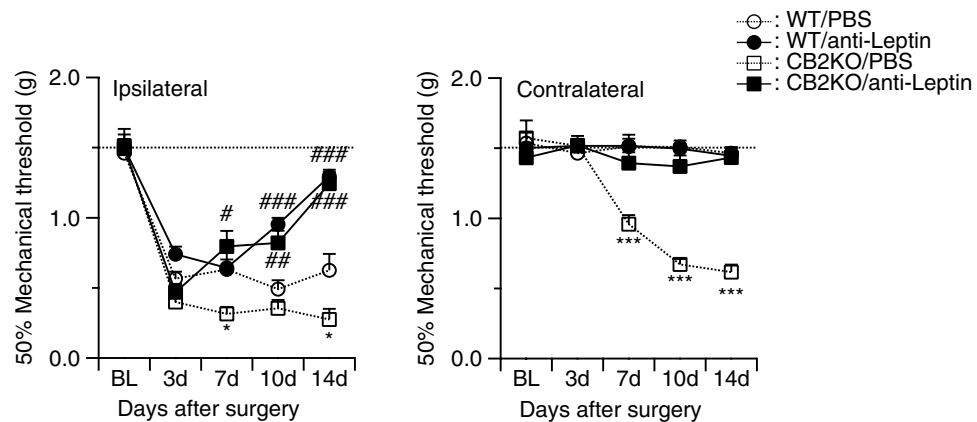 : WT/PBS
: WT/anti-Leptin
: CB2KO/PBS
: CB2KO/anti-Leptin
50% Mechanical threshold (g)
2.0
1.0
0.0
Ipsilateral
###
###
#
###
##
*
*
BL 3d 7d 10d 14d
Days after surgery
50% Mechanical threshold (g)
2.0
1.0
0.0
Contralateral
***
***
***
BL 3d 7d 10d 14d
Days after surgery